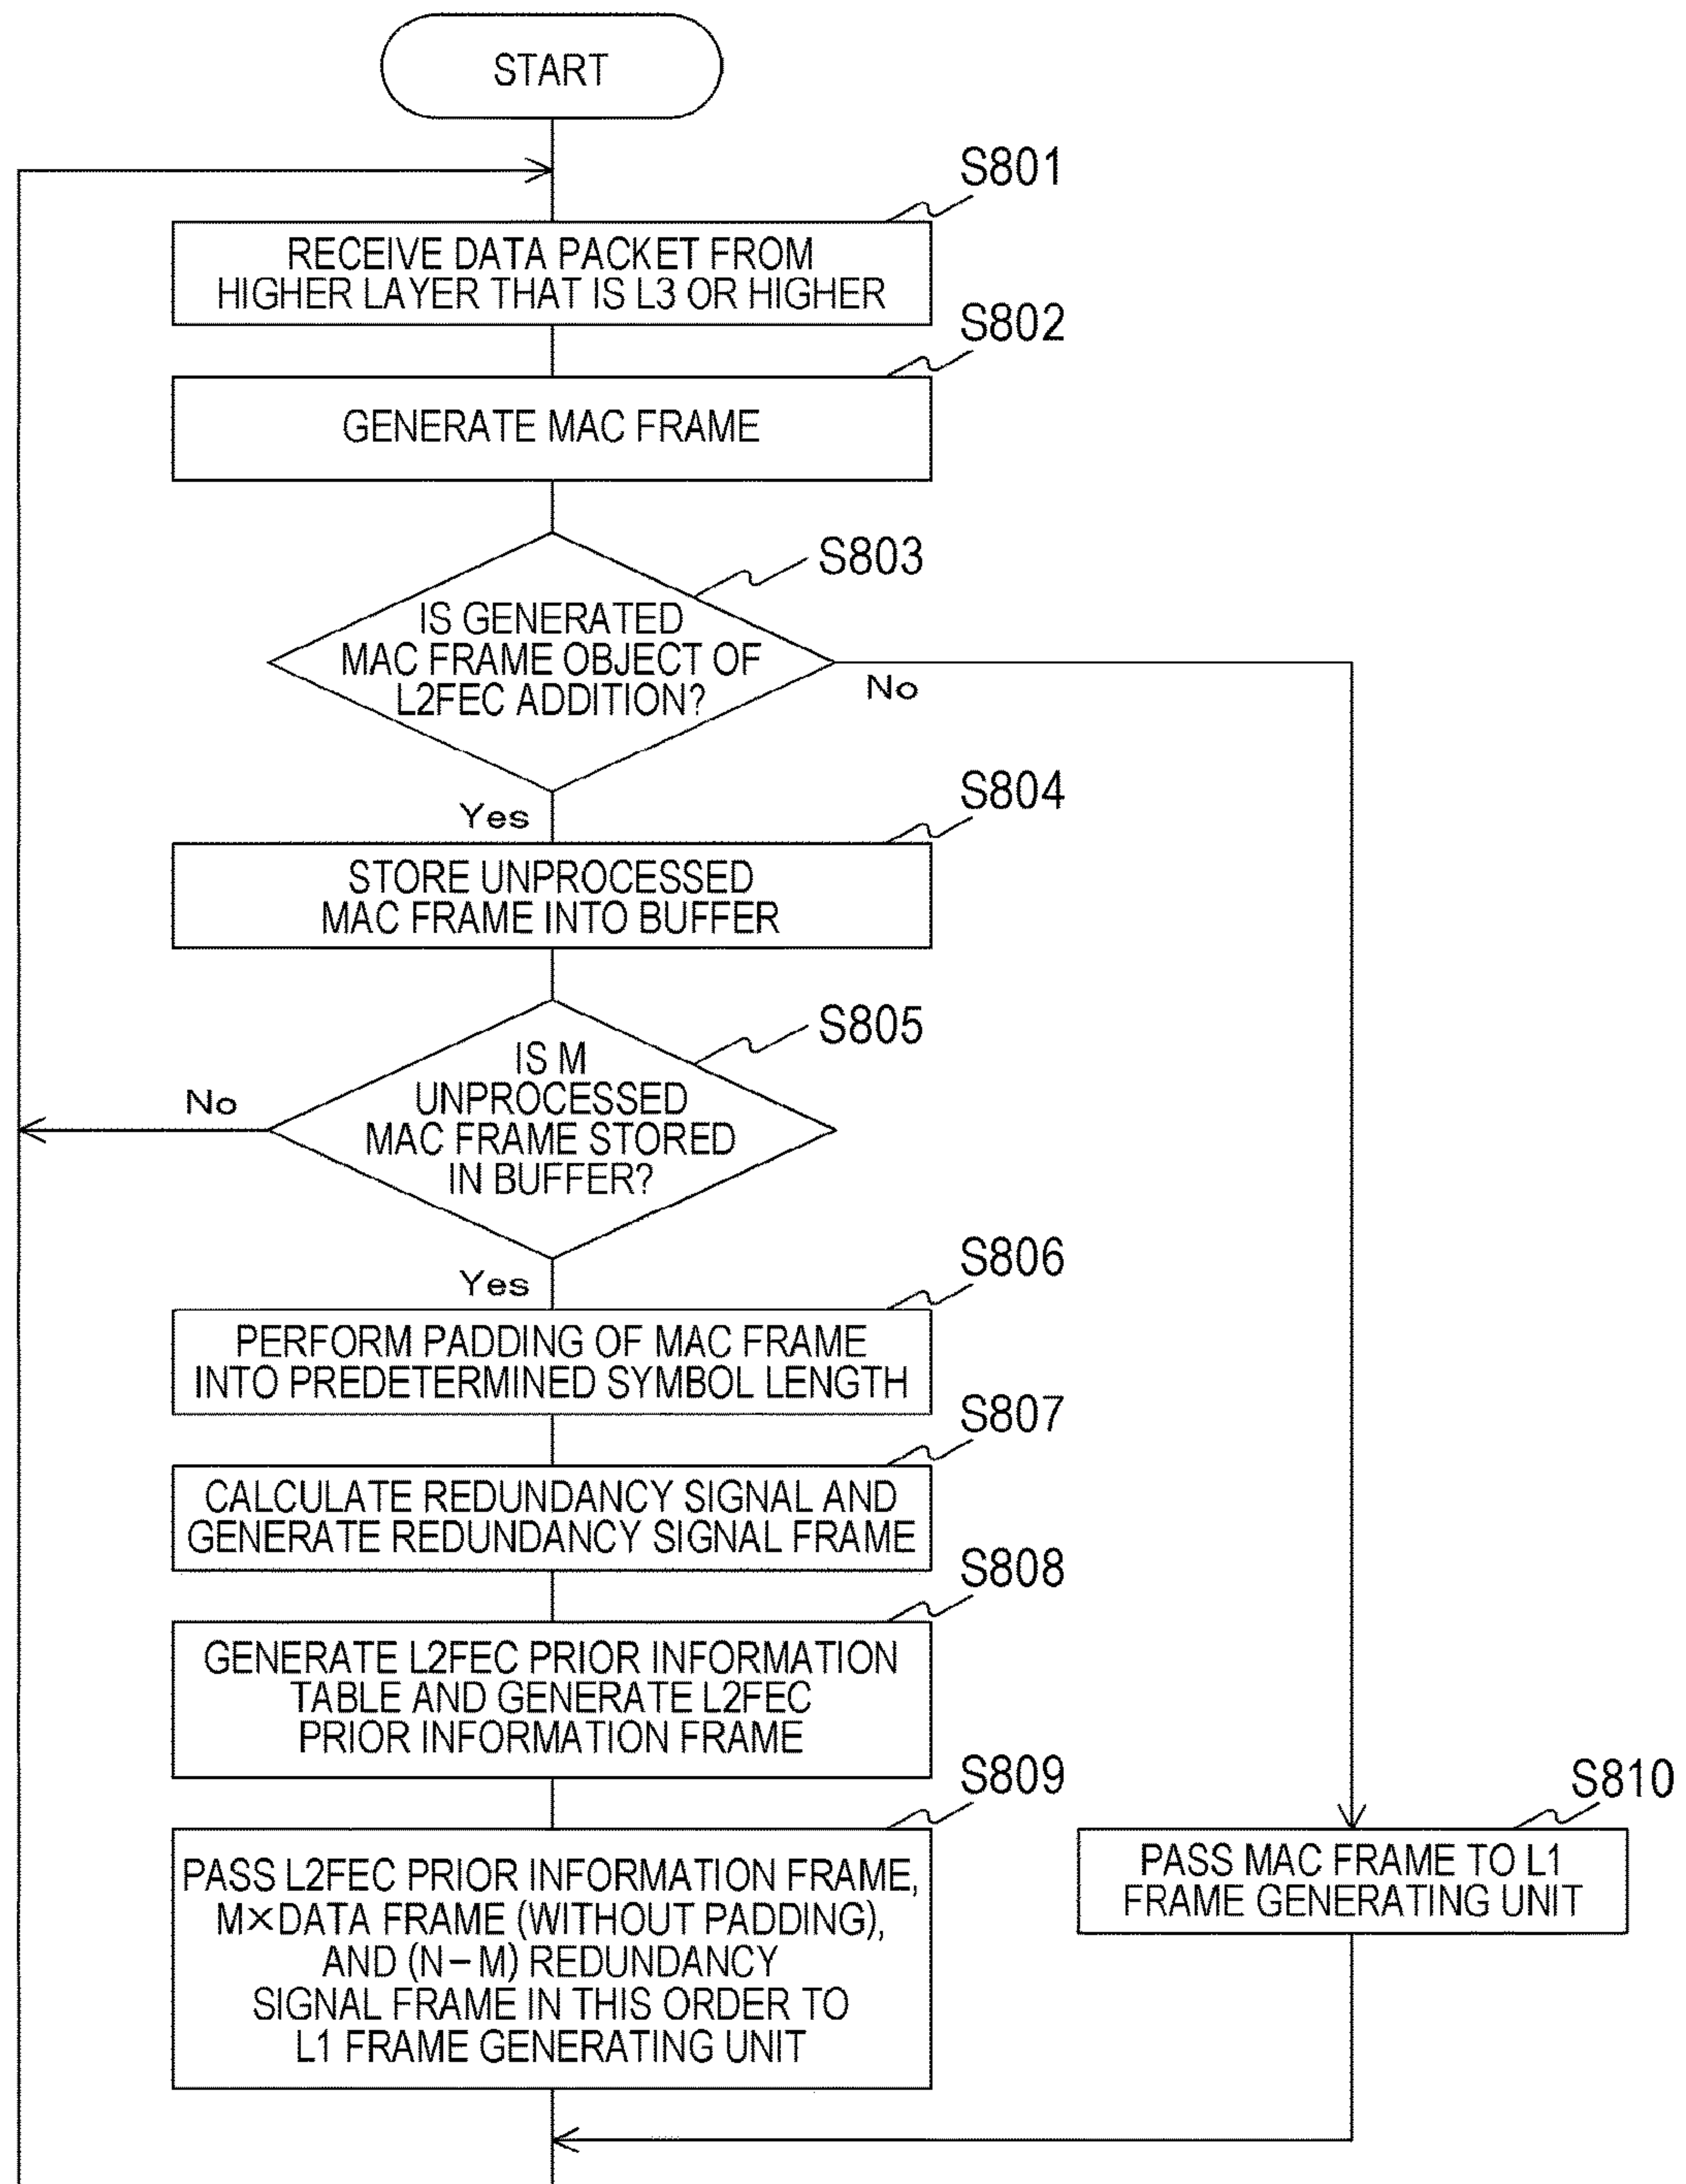 START
S801
RECEIVE DATA PACKET FROM
HIGHER LAYER THAT IS L3 OR HIGHER
S802
GENERATE MAC FRAME
S803
IS GENERATED
MAC FRAME OBJECT OF
L2FEC ADDITION?
No
Yes
S804
STORE UNPROCESSED
MAC FRAME INTO BUFFER
S805
IS M
UNPROCESSED
MAC FRAME STORED
IN BUFFER?
No
Yes
S806
PERFORM PADDING OF MAC FRAME
INTO PREDETERMINED SYMBOL LENGTH
S807
CALCULATE REDUNDANCY SIGNAL AND
GENERATE REDUNDANCY SIGNAL FRAME
S808
GENERATE L2FEC PRIOR INFORMATION
TABLE AND GENERATE L2FEC
PRIOR INFORMATION FRAME
S809
PASS L2FEC PRIOR INFORMATION FRAME,
M×DATA FRAME (WITHOUT PADDING),
AND (N−M) REDUNDANCY
SIGNAL FRAME IN THIS ORDER TO
L1 FRAME GENERATING UNIT
S810
PASS MAC FRAME TO L1
FRAME GENERATING UNIT